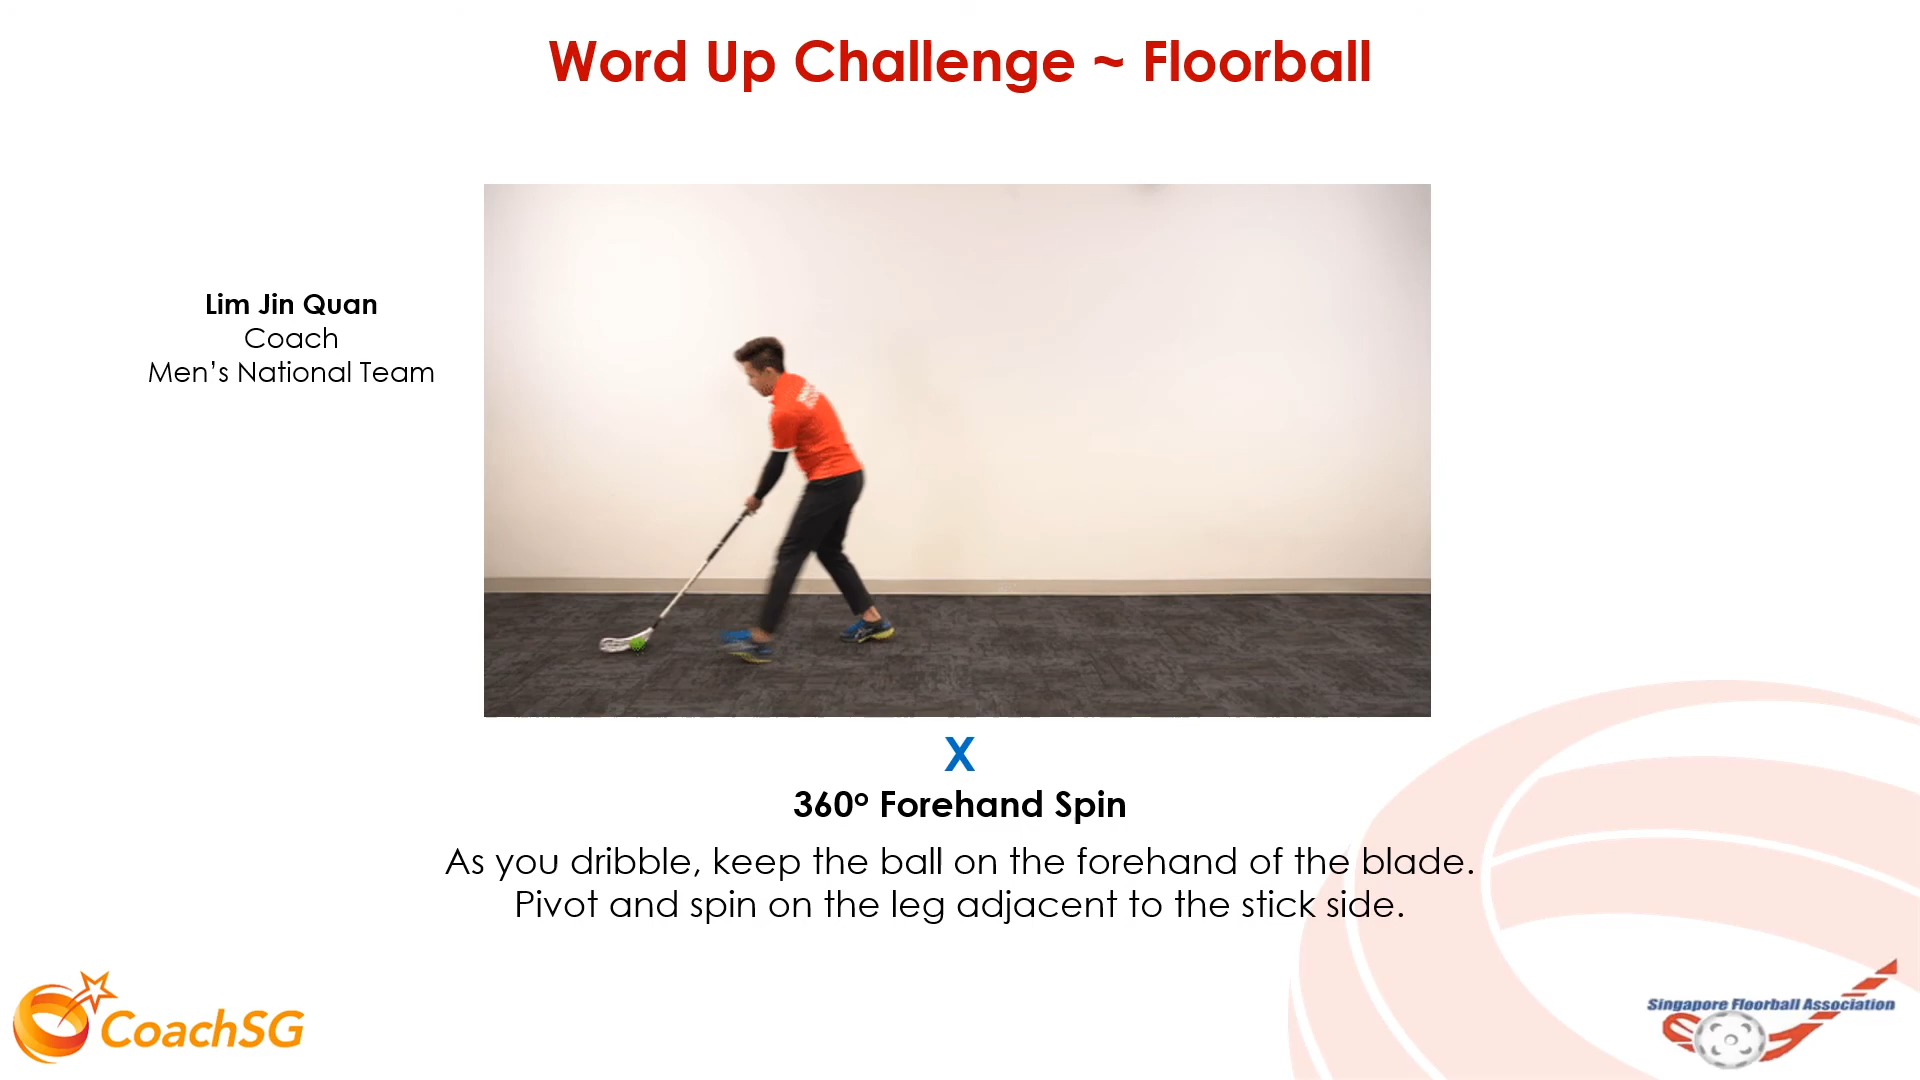 Word Up Challenge ~ Floorball
Lim Jin Quan
Coach
Men’s National Team
X
360° Forehand Spin
As you dribble, keep the ball on the forehand of the blade.
Pivot and spin on the leg adjacent to the stick side.
CoachSG
Singapore Floorball Association